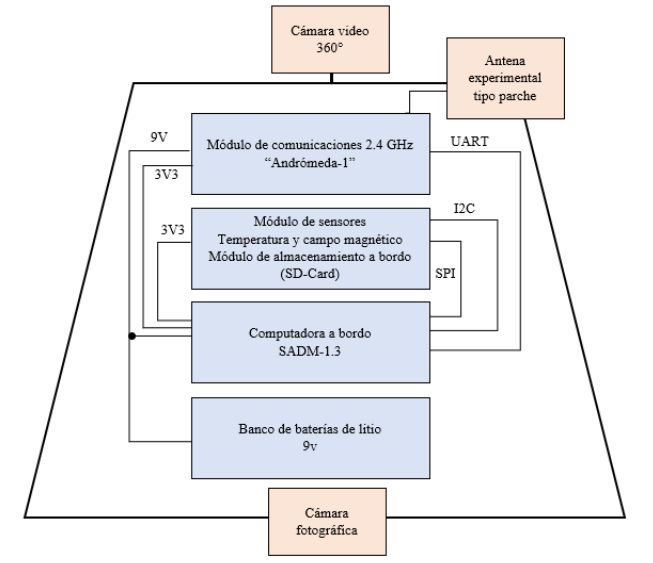 Cámara video
360°
Antena
experimental
tipo parche
9V
Módulo de comunicaciones 2.4 GHz
“Andrómeda-1”
UART
3V3
Módulo de sensores
Temperatura y campo magnético
Módulo de almacenamiento a bordo
(SD-Card)
I2C
3V3
SPI
Computadora a bordo
SADM-1.3
Banco de baterías de litio
9v
Cámara
fotográfica